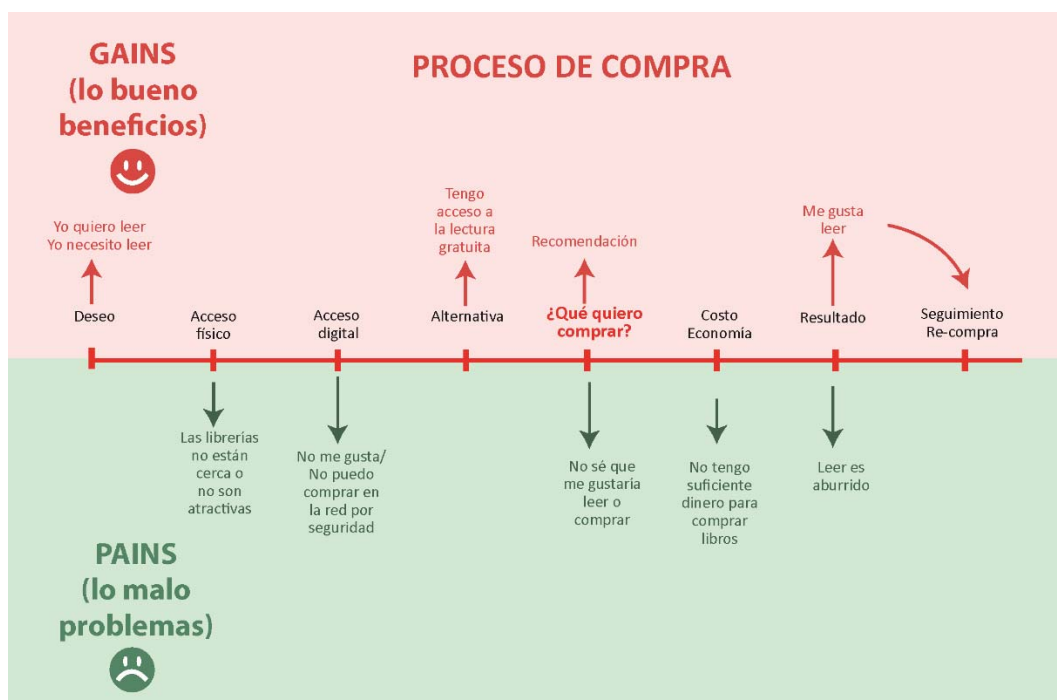 GAINS
(lo bueno
beneficios)
PROCESO DE COMPRA
Yo quiero leer
Yo necesito leer
Tengo
acceso a
la lectura
gratuita
Recomendación
Me gusta
leer
Deseo
Acceso
físico
Acceso
digital
Alternativa
¿Qué quiero
comprar?
Costo
Economía
Resultado
Seguimiento
Re-compra
Las librerías
no están
cerca o
no son
atractivas
No me gusta/
No puedo
comprar en
la red por
seguridad
No sé que
me gustaría
leer o
comprar
No tengo
suficiente
dinero para
comprar
libros
Leer es
aburrido
PAINS
(lo malo
problemas)